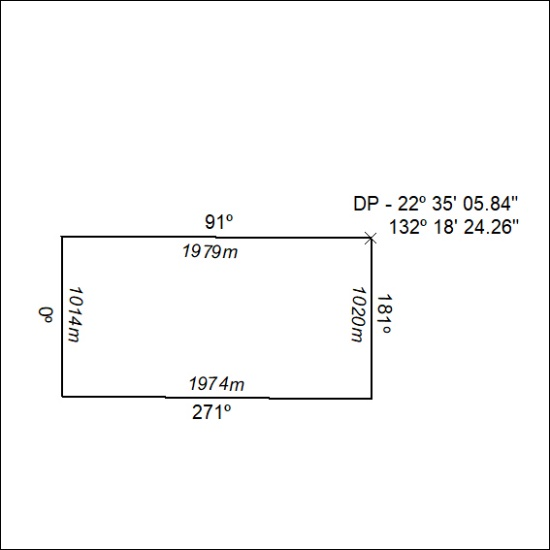 DP - 22º 35' 05.84"
132º 18' 24.26"
91º
1979m
0º
1014m
1020m
181º
1974m
271º